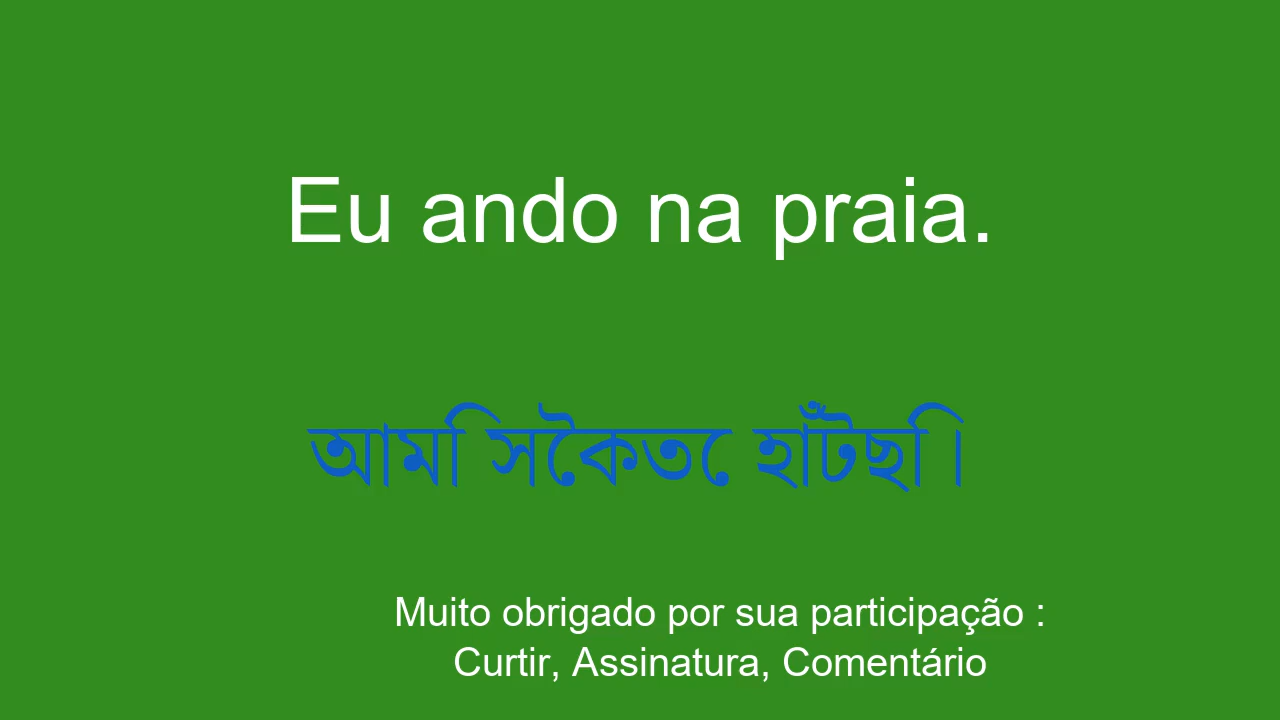 Eu ando na praia.
আমি সৈকতে হাঁটছি।
Muito obrigado por sua participação :
Curtir, Assinatura, Comentário